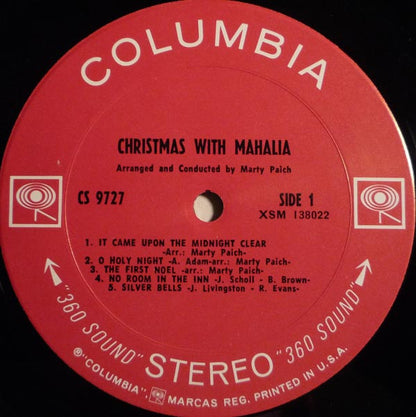 COLUMBIA
CHRISTMAS WITH MAHALIA
Arranged and Conducted by Marty Paich
CS 9727
SIDE 1
XSM 138022
1. IT CAME UPON THE MIDNIGHT CLEAR
-Arr.: Marty Paich-
2. O HOLY NIGHT -A. Adam-arr.: Marty Paich-
3. THE FIRST NOEL -arr.: Marty Paich-
4. NO ROOM IN THE INN -J. Scholl - B. Brown-
5. SILVER BELLS -J. Livingston - R. Evans-
"360 SOUND" STEREO "360 SOUND"
℗"COLUMBIA", MARCAS REG. PRINTED IN U.S.A.